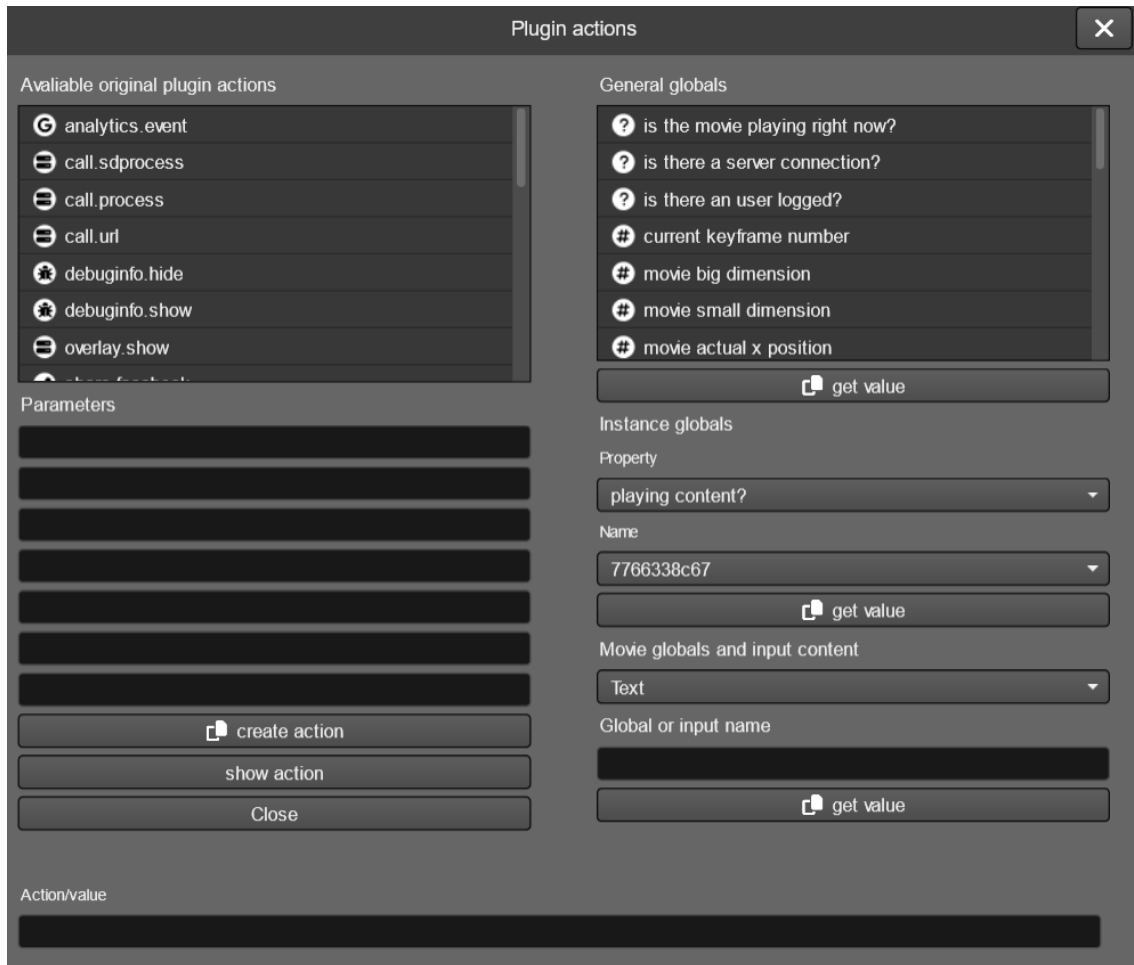 Plugin actions
Avaliable original plugin actions
analytics.event
call.sdprocess
call.process
call.url
debuginfo.hide
debuginfo.show
overlay.show
Parameters
create action
show action
Close
General globals
is the movie playing right now?
is there a server connection?
is there an user logged?
current keyframe number
movie big dimension
movie small dimension
movie actual x position
get value
Instance globals
Property
playing content?
Name
7766338c67
get value
Movie globals and input content
Text
Global or input name
get value
Action/value